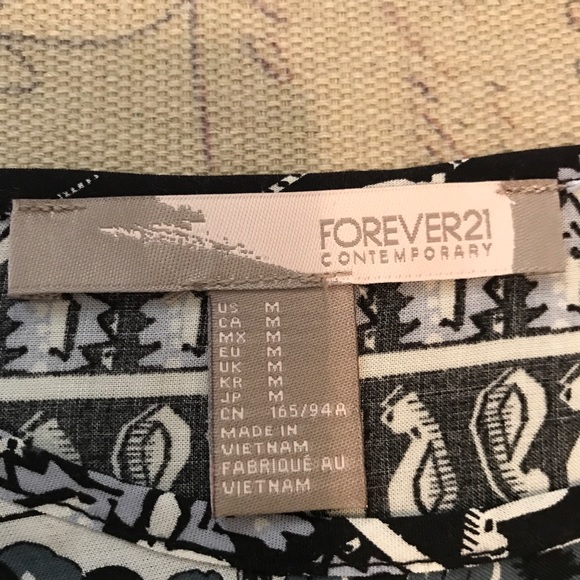 FOREVER21
CONTEMPORARY
US M
CA M
MX M
EU M
UK M
KR M
JP M
CN 165/94A
MADE IN
VIETNAM
FABRIQUÉ AU
VIETNAM